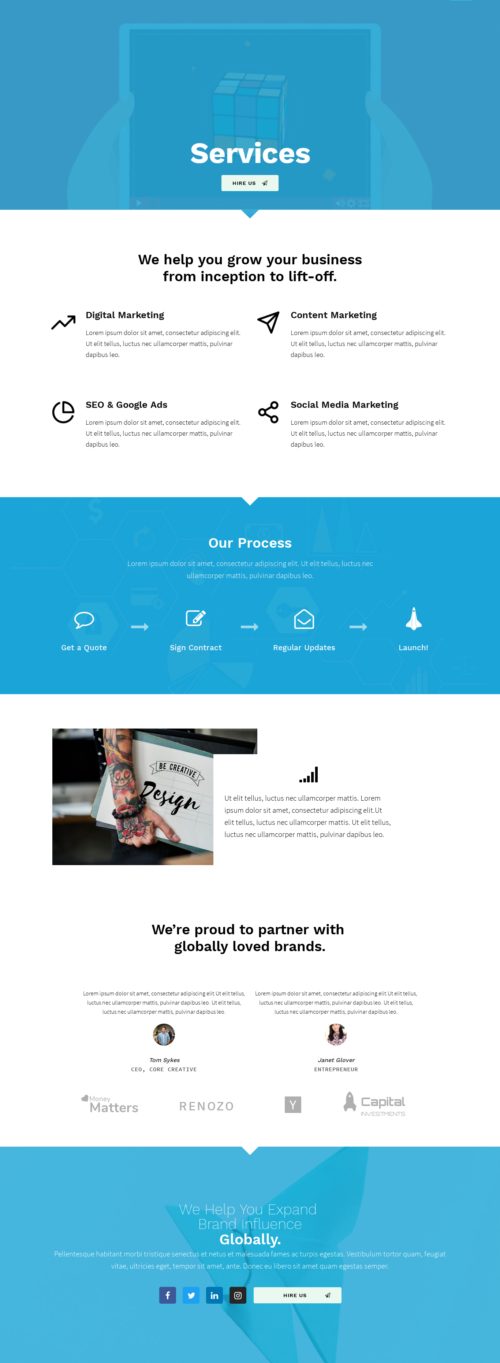 Services
HIRE US
We help you grow your business
from inception to lift-off.
Digital Marketing
Lorem ipsum dolor sit amet, consectetur adipiscing elit.
Ut elit tellus, luctus nec ullamcorper mattis, pulvinar
dapibus leo.
Content Marketing
Lorem ipsum dolor sit amet, consectetur adipiscing elit.
Ut elit tellus, luctus nec ullamcorper mattis, pulvinar
dapibus leo.
SEO & Google Ads
Lorem ipsum dolor sit amet, consectetur adipiscing elit.
Ut elit tellus, luctus nec ullamcorper mattis, pulvinar
dapibus leo.
Social Media Marketing
Lorem ipsum dolor sit amet, consectetur adipiscing elit.
Ut elit tellus, luctus nec ullamcorper mattis, pulvinar
dapibus leo.
Our Process
Lorem ipsum dolor sit amet, consectetur adipiscing elit. Ut elit tellus, luctus nec
ullamcorper mattis, pulvinar dapibus leo.
Get a Quote
Sign Contract
Regular Updates
Launch!
BE CREATIVE
Design
Ut elit tellus, luctus nec ullamcorper mattis. Lorem
ipsum dolor sit amet, consectetur adipiscing elit.Ut
elit tellus, luctus nec ullamcorper mattis. Ut elit tellus,
luctus nec ullamcorper mattis, pulvinar dapibus leo.
We're proud to partner with
globally loved brands.
Lorem ipsum dolor sit amet, consectetur adipiscing elit. Ut elit tellus,
luctus nec ullamcorper mattis, pulvinar dapibus leo. Ut elit tellus,
luctus nec ullamcorper mattis, pulvinar dapibus leo.
Tom Sykes
CEO, CORE CREATIVE
Lorem ipsum dolor sit amet, consectetur adipiscing elit. Ut elit tellus,
luctus nec ullamcorper mattis, pulvinar dapibus leo. Ut elit tellus,
luctus nec ullamcorper mattis, pulvinar dapibus leo.
Janet Glover
ENTREPRENEUR
Money
Matters
RENOZO
Y
Capital
INVESTMENTS
We Help You Expand
Brand Influence
Globally.
Pellentesque habitant morbi tristique senectus et netus et malesuada fames ac turpis egestas. Vestibulum tortor quam, feugiat
vitae, ultricies eget, tempor sit amet, ante. Donec eu libero sit amet quam egestas semper.
HIRE US